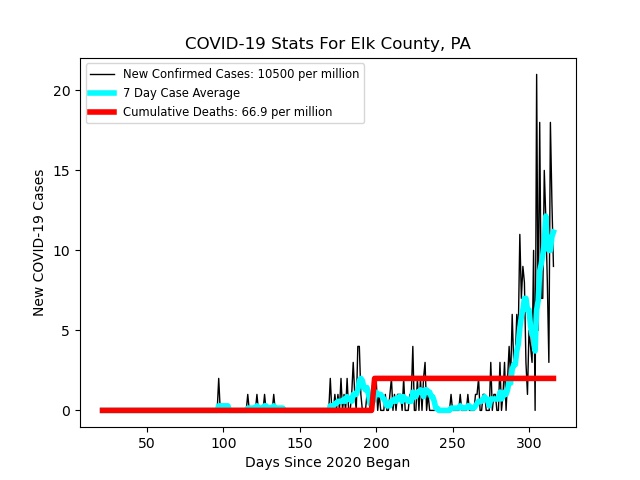 COVID-19 Stats For Elk County, PA
New Confirmed Cases: 10500 per million
7 Day Case Average
Cumulative Deaths: 66.9 per million
New COVID-19 Cases
20
15
10
5
0
50 100 150 200 250 300
Days Since 2020 Began